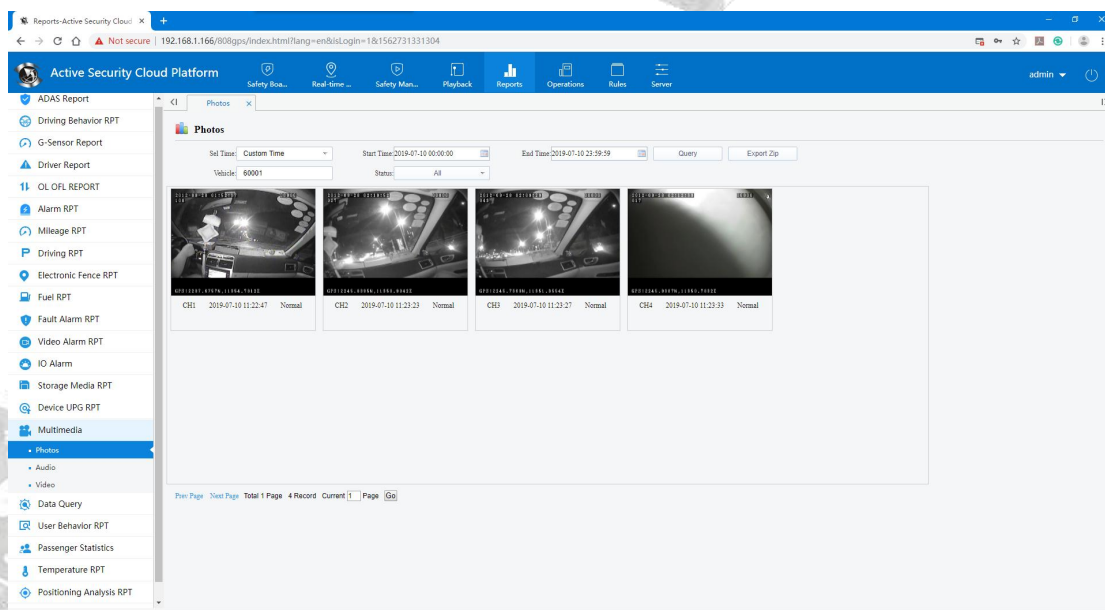 Reports-Active Security Cloud
Not secure 192.168.1.166/808gps/index.html?lang=en&isLogin=1&1562731331304
Active Security Cloud Platform
Safety Boa...
Real-time ...
Safety Man...
Playback
Reports
Operations
Rules
Server
admin
ADAS Report
Driving Behavior RPT
G-Sensor Report
Driver Report
OL OFL REPORT
Alarm RPT
Mileage RPT
Driving RPT
Electronic Fence RPT
Fuel RPT
Fault Alarm RPT
Video Alarm RPT
IO Alarm
Storage Media RPT
Device UPG RPT
Multimedia
Photos
Audio
Video
Data Query
User Behavior RPT
Passenger Statistics
Temperature RPT
Positioning Analysis RPT
Photos
Photos
Sel Time: Custom Time Start Time: 2019-07-10 00:00:00 End Time: 2019-07-10 23:59:59 Query Export Zip
Vehicle: 60001 Status: All
CH1 2019-07-10 11:22:47 Normal
CH2 2019-07-10 11:23:23 Normal
CH3 2019-07-10 11:23:27 Normal
CH4 2019-07-10 11:23:33 Normal
Prev Page Next Page Total 1 Page 4 Record Current 1 Page Go